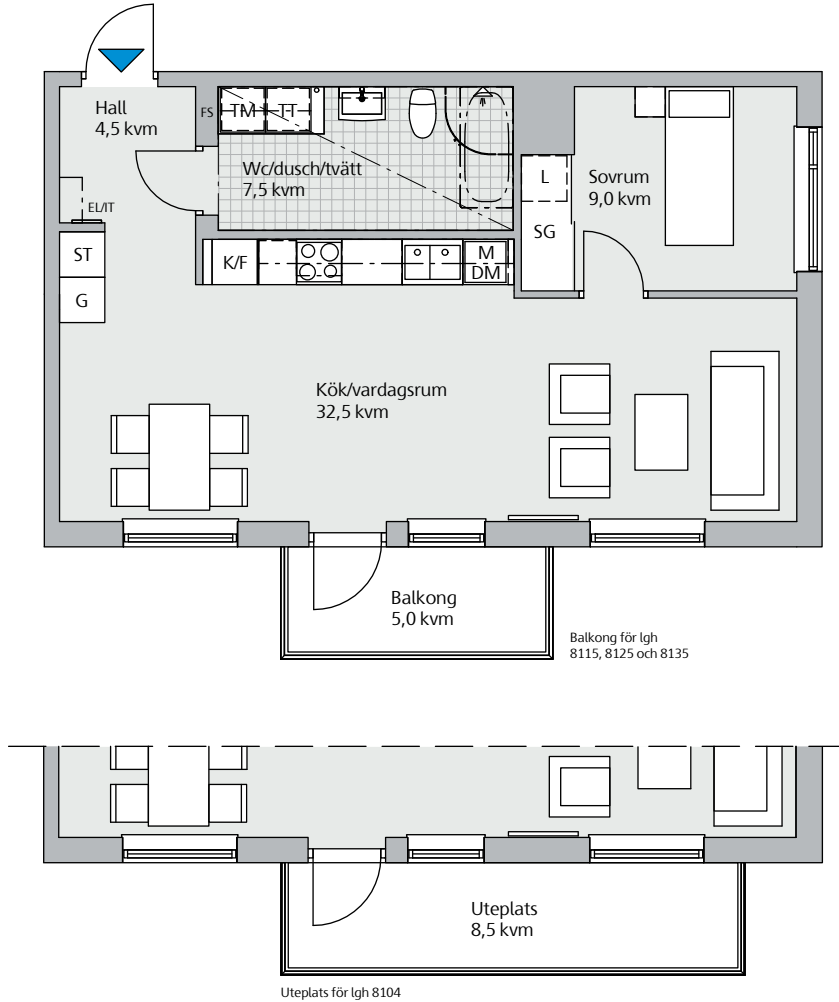 Hall
4,5 kvm
FS
TM
TT
Wc/dusch/tvätt
7,5 kvm
L
Sovrum
9,0 kvm
EL/IT
SG
ST
K/F
M
DM
G
Kök/vardagsrum
32,5 kvm
Balkong
5,0 kvm
Balkong för lgh
8115, 8125 och 8135
Uteplats
8,5 kvm
Uteplats för lgh 8104